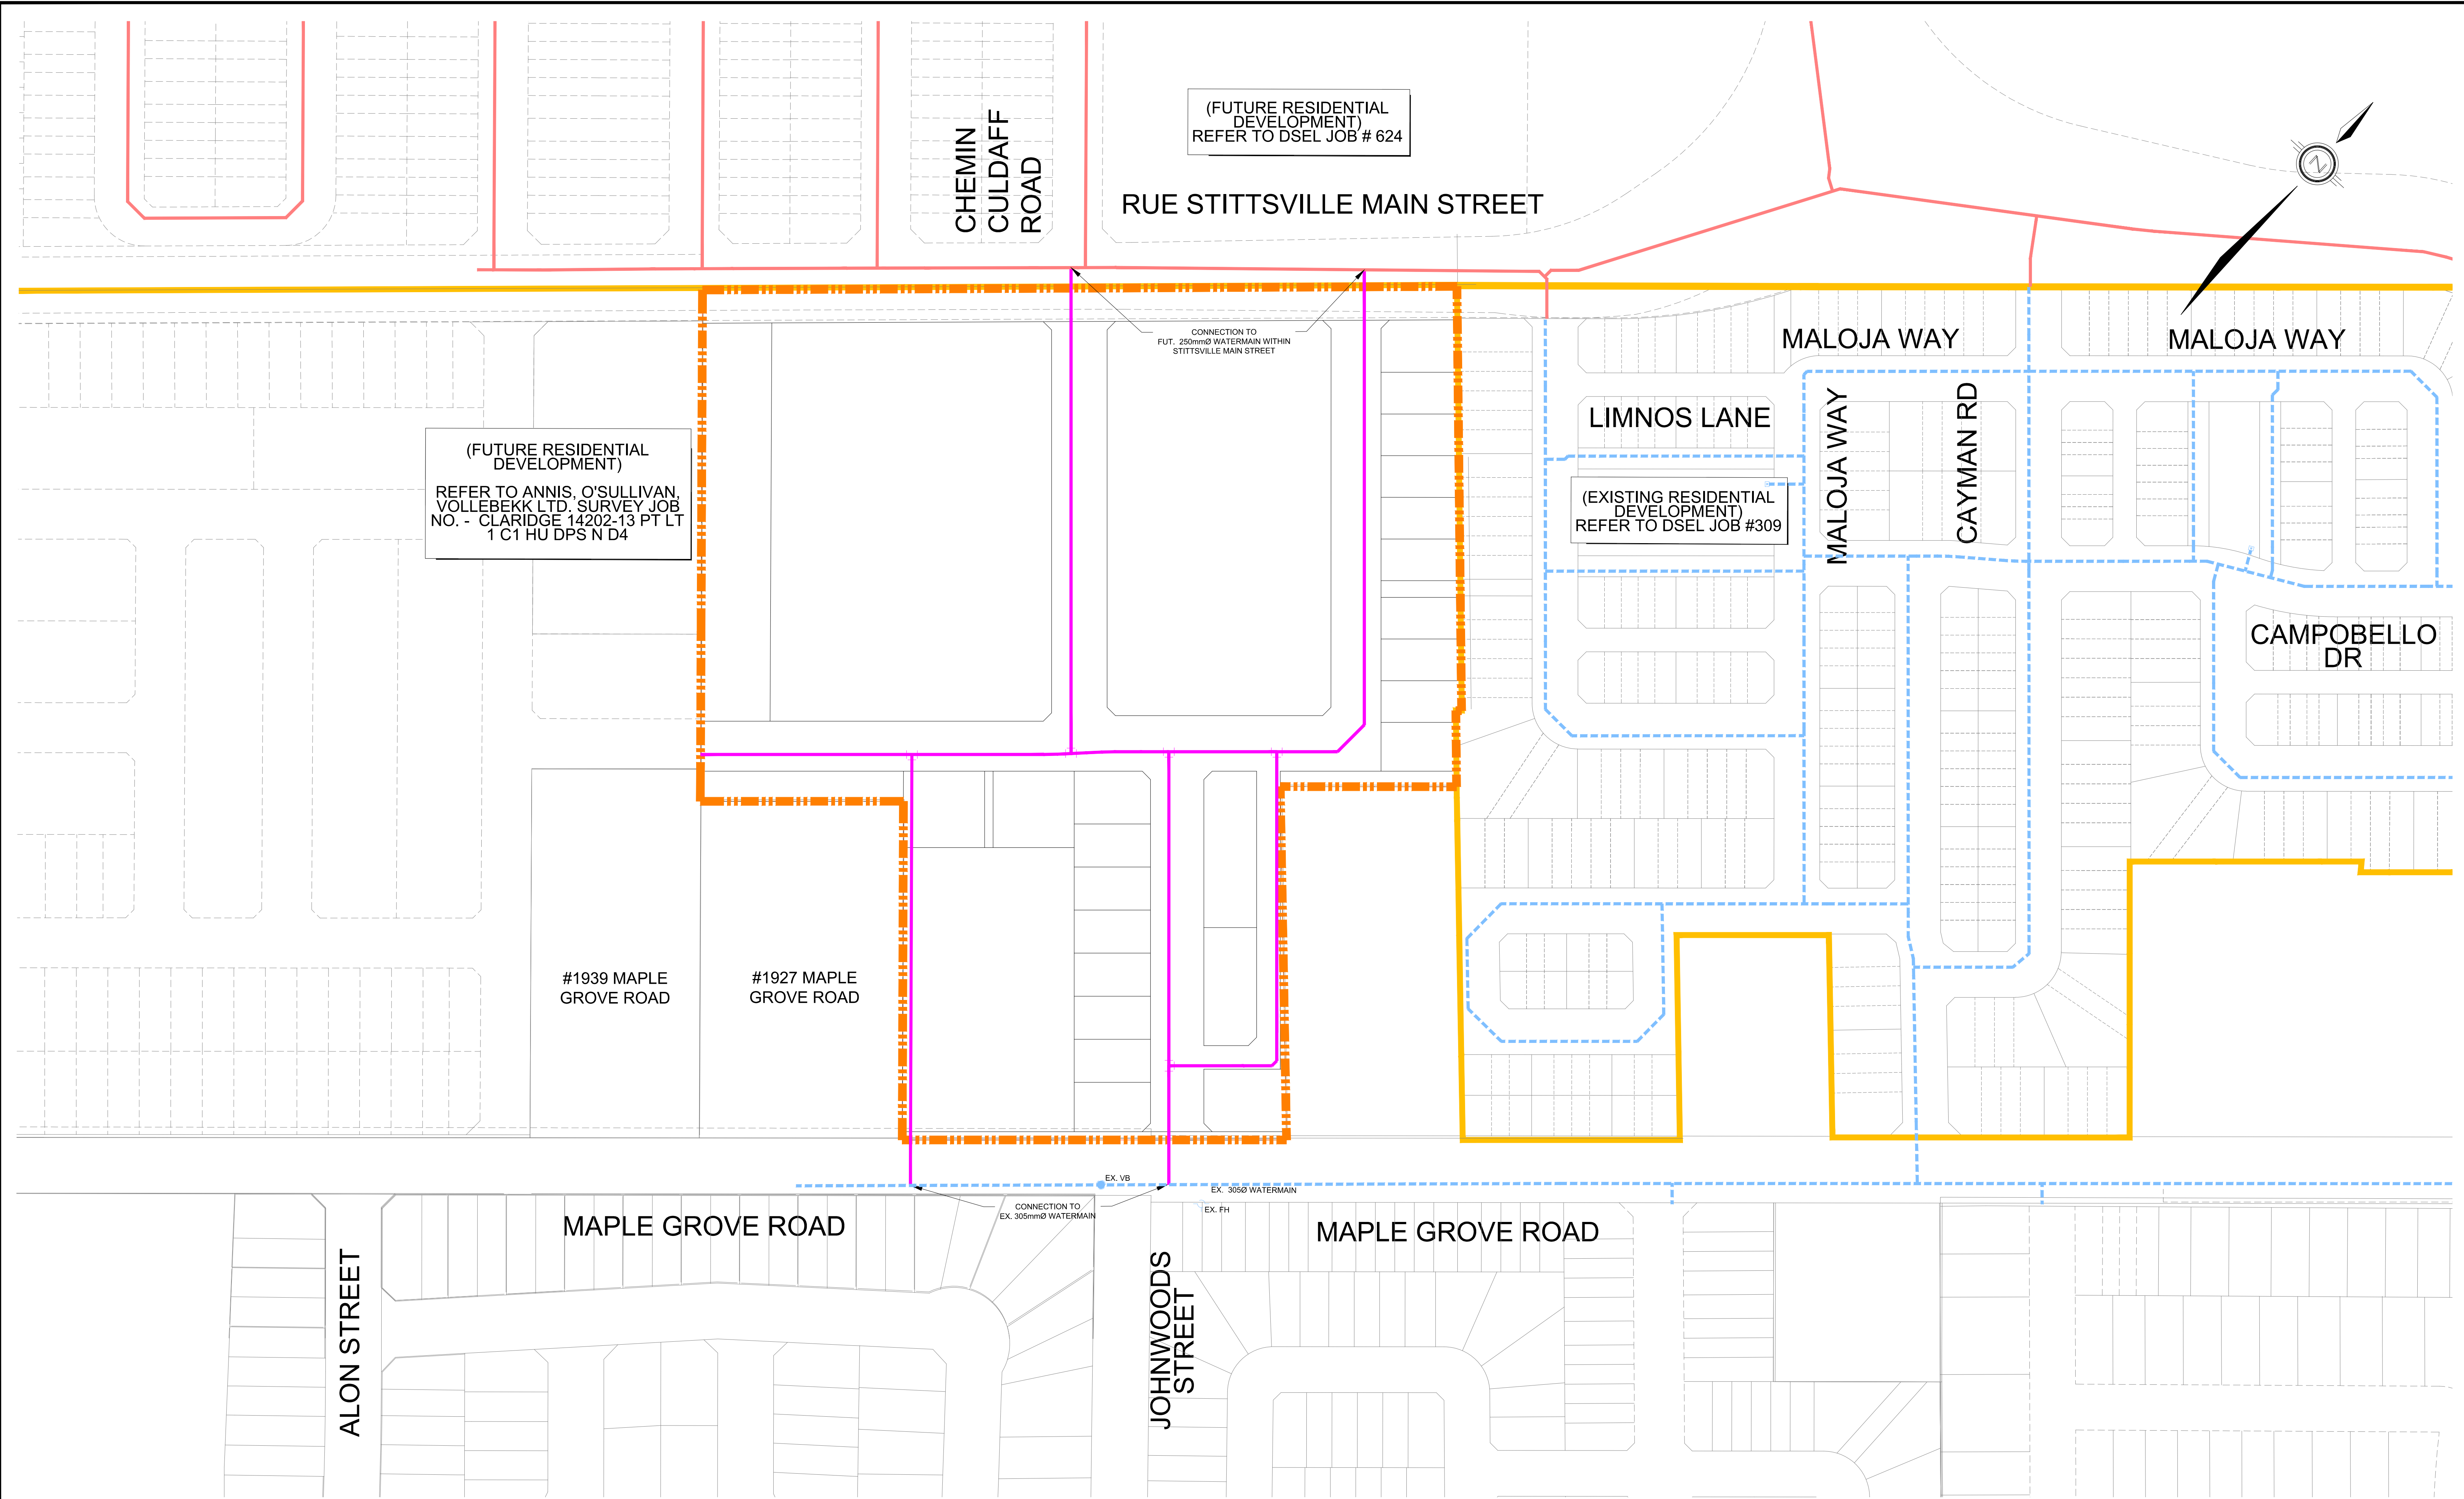 (FUTURE RESIDENTIAL
DEVELOPMENT)
REFER TO DSEL JOB # 624
CHEMIN
CULDAFF
ROAD
RUE STITTSVILLE MAIN STREET
N
CONNECTION TO
FUT. 250mmØ WATERMAIN WITHIN
STITTSVILLE MAIN STREET
MALOJA WAY
MALOJA WAY
LIMNOS LANE
MALOJA WAY
CAYMAN RD
(FUTURE RESIDENTIAL
DEVELOPMENT)
REFER TO ANNIS, O'SULLIVAN,
VOLLEBEKK LTD. SURVEY JOB
NO. - CLARIDGE 14202-13 PT LT
1 C1 HU DPS N D4
(EXISTING RESIDENTIAL
DEVELOPMENT)
REFER TO DSEL JOB #309
CAMPOBELLO
DR
#1939 MAPLE
GROVE ROAD
#1927 MAPLE
GROVE ROAD
EX. VB
EX. 305Ø WATERMAIN
CONNECTION TO
EX. 305mmØ WATERMAIN
EX. FH
MAPLE GROVE ROAD
MAPLE GROVE ROAD
ALON STREET
JOHNWOODS
STREET